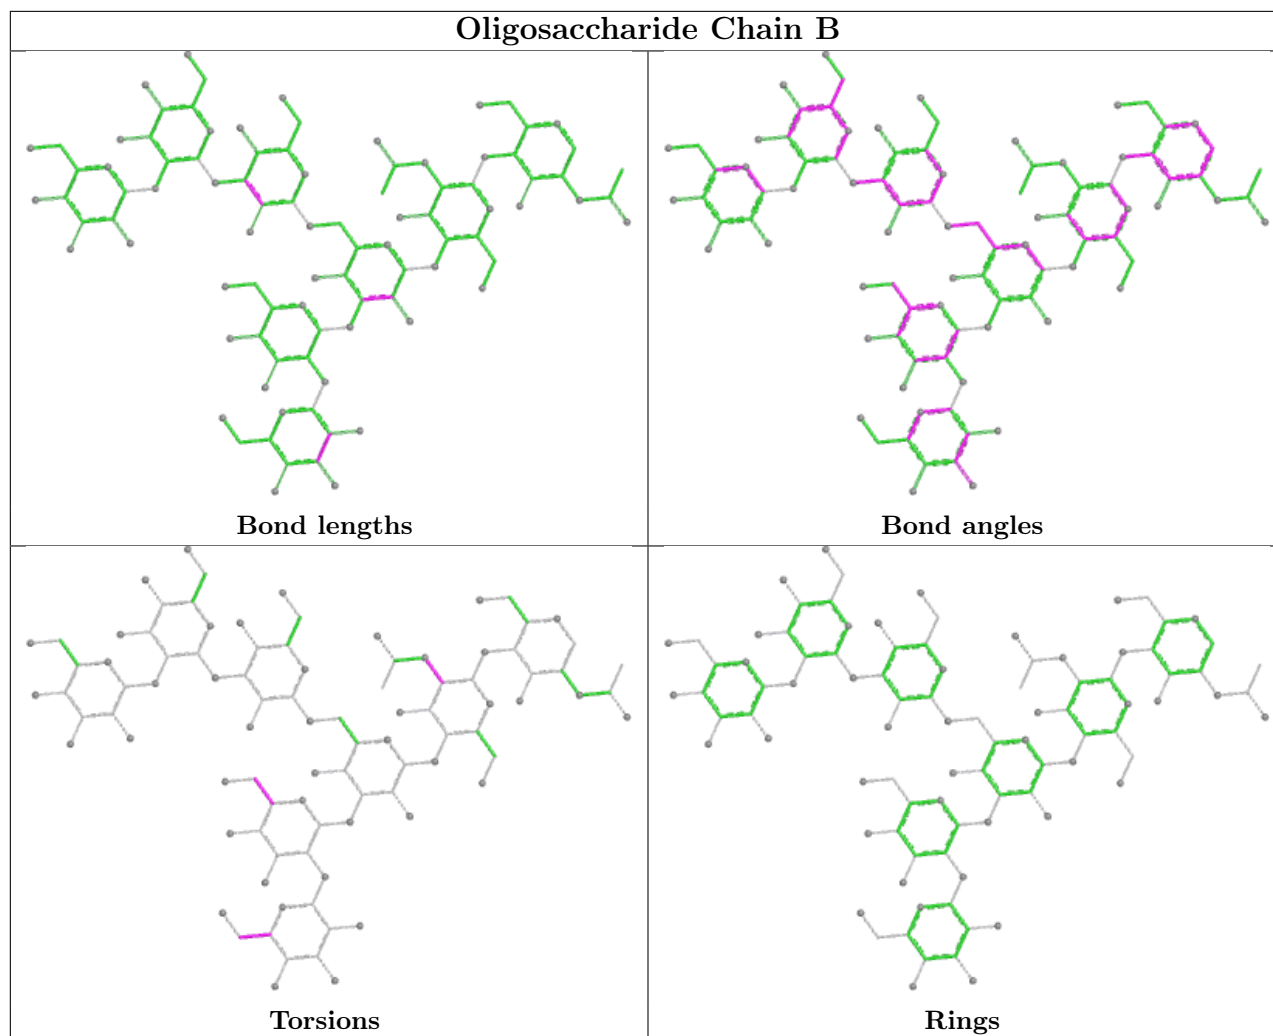 Oligosaccharide Chain B
Bond lengths
Bond angles
Torsions
Rings